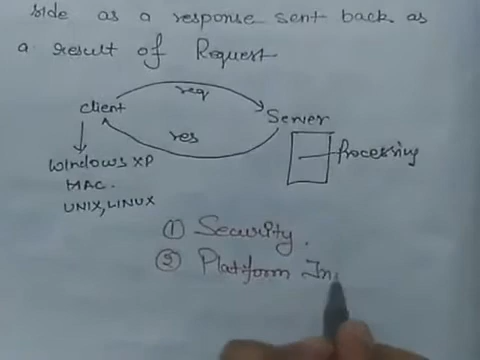 side as a response sent back as
a result of Request
req
client
Server
res
Processing
Windows XP
MAC.
UNIX, LINUX
① Security.
② Platform In